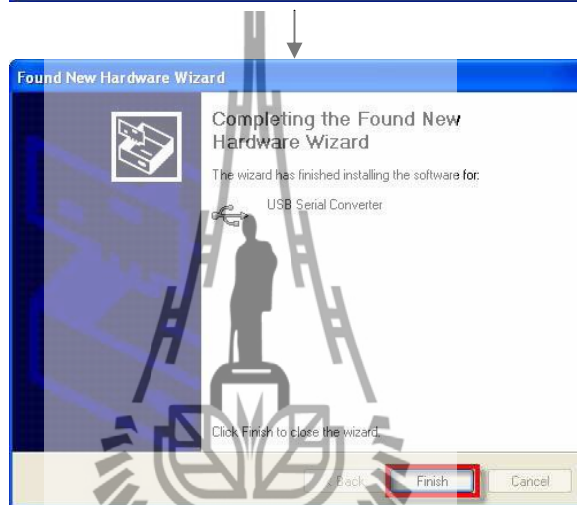 Found New Hardware Wizard
Completing the Found New
Hardware Wizard
The wizard has finished installing the software for:
USB Serial Converter
Click Finish to close the wizard.
< Back
Finish
Cancel